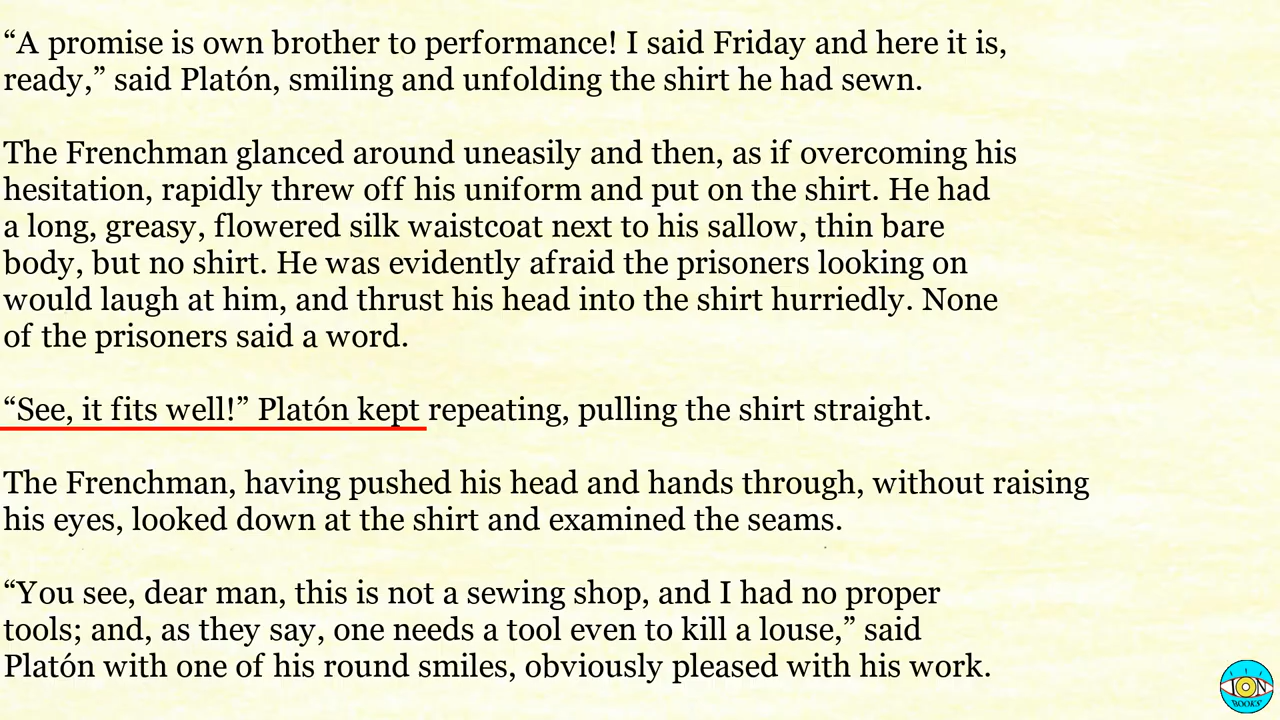 “A promise is own brother to performance! I said Friday and here it is,
ready,” said Platón, smiling and unfolding the shirt he had sewn.
The Frenchman glanced around uneasily and then, as if overcoming his
hesitation, rapidly threw off his uniform and put on the shirt. He had
a long, greasy, flowered silk waistcoat next to his sallow, thin bare
body, but no shirt. He was evidently afraid the prisoners looking on
would laugh at him, and thrust his head into the shirt hurriedly. None
of the prisoners said a word.
“See, it fits well!” Platón kept repeating, pulling the shirt straight.
The Frenchman, having pushed his head and hands through, without raising
his eyes, looked down at the shirt and examined the seams.
“You see, dear man, this is not a sewing shop, and I had no proper
tools; and, as they say, one needs a tool even to kill a louse,” said
Platón with one of his round smiles, obviously pleased with his work.
ION
BOOKS